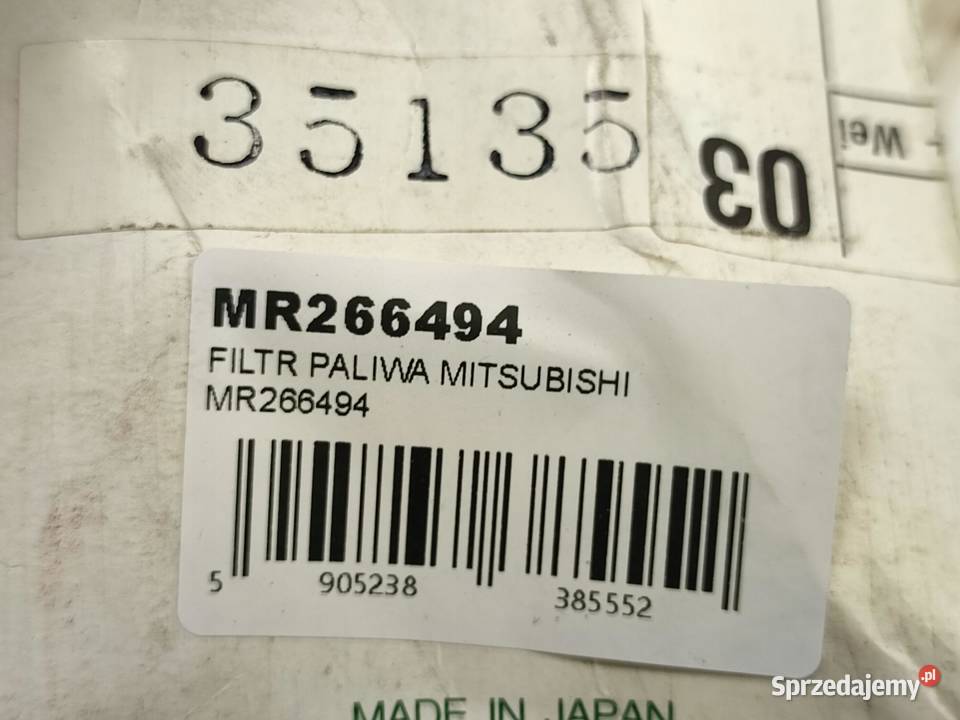 35135
03
- Wei
MR266494
FILTR PALIWA MITSUBISHI
MR266494
5 905238 385552
MADE IN JAPAN
Sprzedajemy.pl